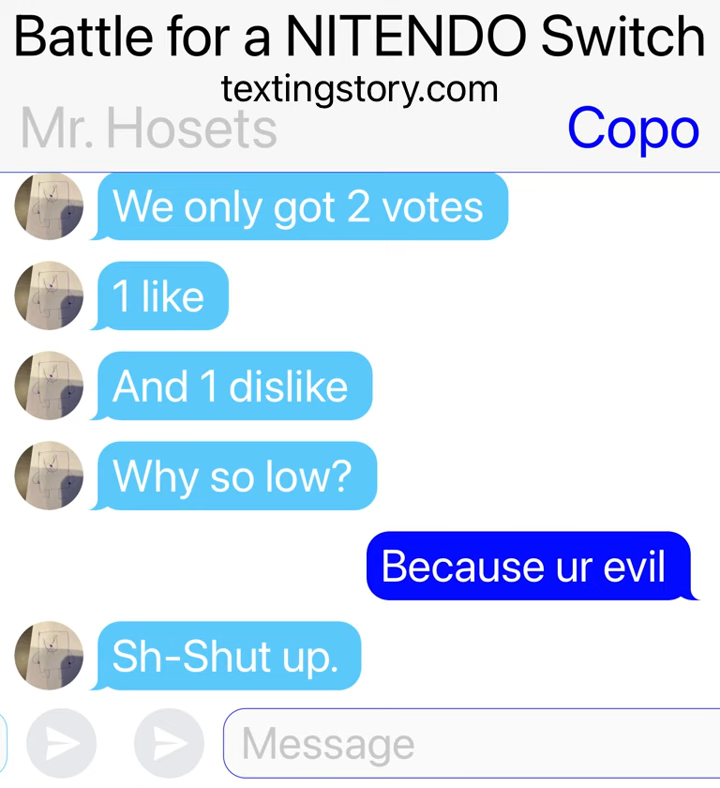 Battle for a NITENDO Switch
textingstory.com
Mr. Hosets
Copo
We only got 2 votes
1 like
And 1 dislike
Why so low?
Because ur evil
Sh-Shut up.
Message